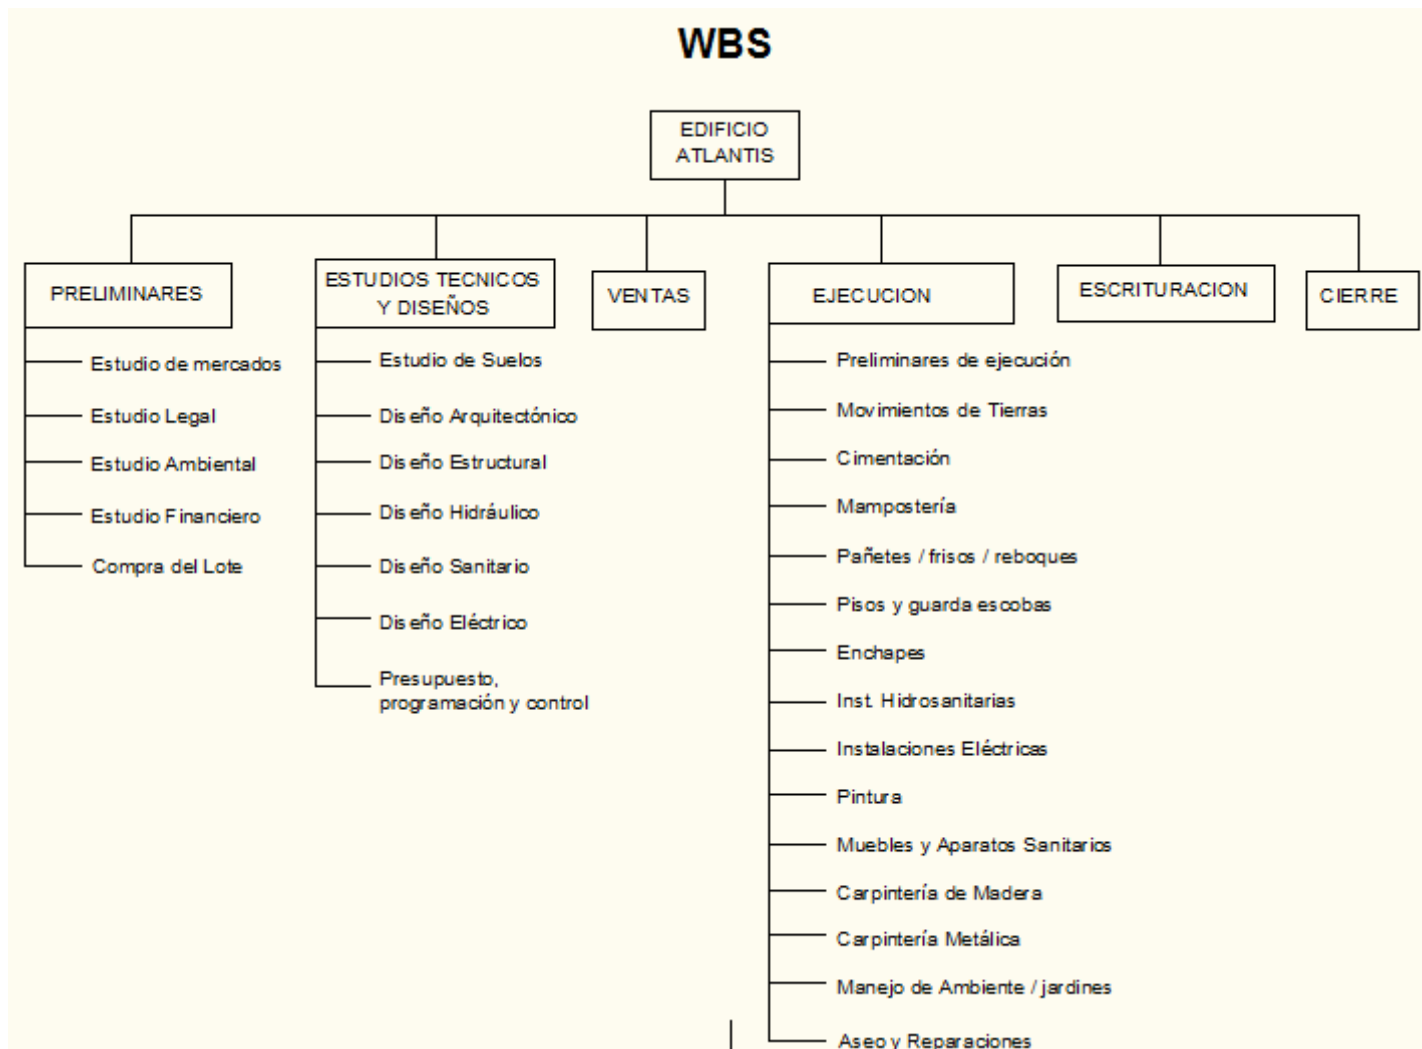 WBS
EDIFICIO
ATLANTIS
PRELIMINARES
Estudio de mercados
Estudio Legal
Estudio Ambiental
Estudio Financiero
Compra del Lote
ESTUDIOS TECNICOS
Y DISEÑOS
Estudio de Suelos
Diseño Arquitectónico
Diseño Estructural
Diseño Hidráulico
Diseño Sanitario
Diseño Eléctrico
Presupuesto,
programación y control
VENTAS
EJECUCION
Preliminares de ejecución
Movimientos de Tierras
Cimentación
Mampostería
Pañetes / frisos / reboques
Pisos y guarda escobas
Enchapes
Inst. Hidrosanitarias
Instalaciones Eléctricas
Pintura
Muebles y Aparatos Sanitarios
Carpintería de Madera
Carpintería Metálica
Manejo de Ambiente / jardines
Aseo y Reparaciones
ESCRITURACION
CIERRE